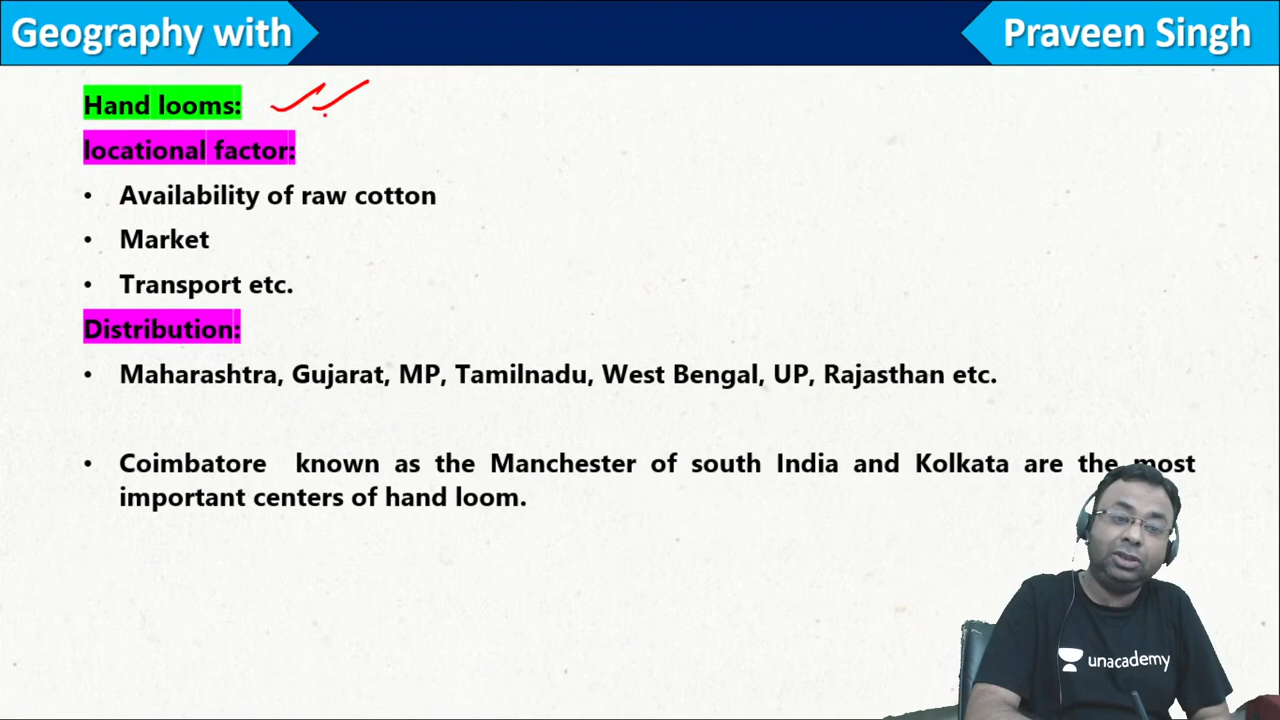 Geography with
Praveen Singh
Hand looms:
locational factor:
• Availability of raw cotton
• Market
• Transport etc.
Distribution:
• Maharashtra, Gujarat, MP, Tamilnadu, West Bengal, UP, Rajasthan etc.
• Coimbatore known as the Manchester of south India and Kolkata are the most
important centers of hand loom.
unacademy